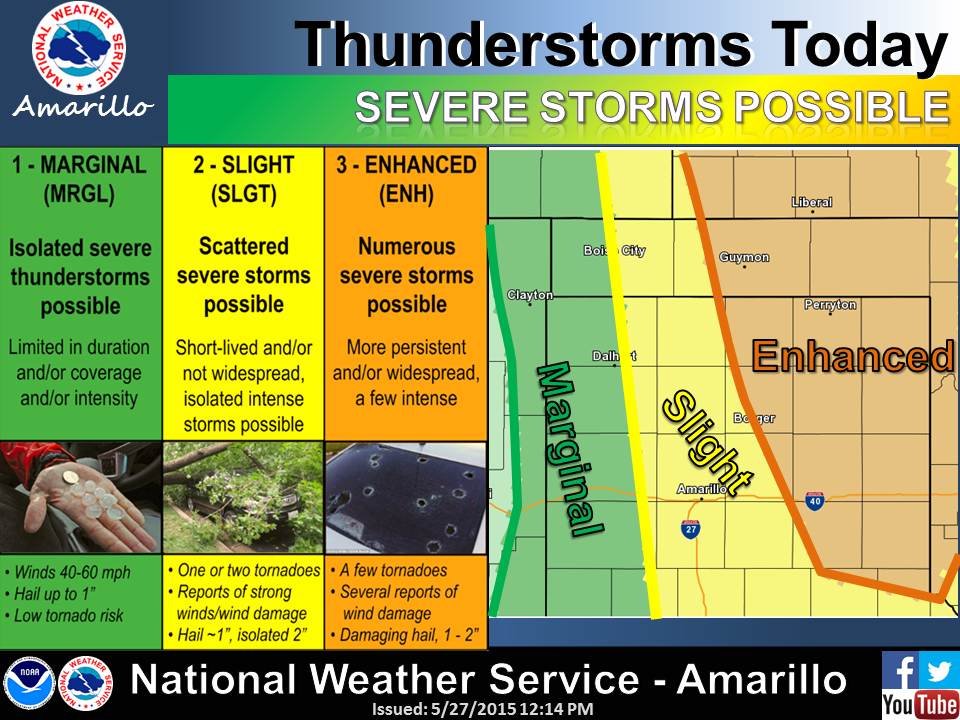 NATIONAL WEATHER SERVICE
Amarillo
Thunderstorms Today
SEVERE STORMS POSSIBLE
1 - MARGINAL
(MRGL)
Isolated severe
thunderstorms
possible
Limited in duration
and/or coverage
and/or intensity
• Winds 40-60 mph
• Hail up to 1”
• Low tornado risk
2 - SLIGHT
(SLGT)
Scattered
severe storms
possible
Short-lived and/or
not widespread,
isolated intense
storms possible
• One or two tornadoes
• Reports of strong
winds/wind damage
• Hail ~1”, isolated 2”
3 - ENHANCED
(ENH)
Numerous
severe storms
possible
More persistent
and/or widespread,
a few intense
• A few tornadoes
• Several reports of
wind damage
• Damaging hail, 1 - 2”
Liberal
Boise City
Guymon
Clayton
Perryton
Dalhart
Enhanced
Marginal
Slight
Borger
Amarillo
40
27
NOAA
NATIONAL WEATHER SERVICE
National Weather Service - Amarillo
Issued: 5/27/2015 12:14 PM
YouTube